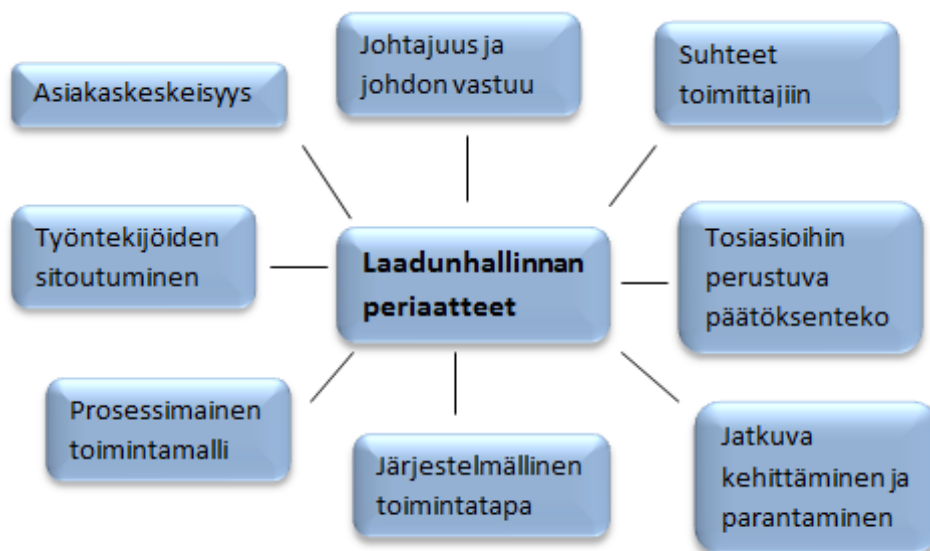 Johtajuus ja
johdon vastuu
Suhteet
toimittajiin
Asiakaskeskeisyys
Työntekijöiden
sitoutuminen
Laadunhallinnan
periaatteet
Tosiasioihin
perustuva
päätöksenteko
Prosessimainen
toimintamalli
Järjestelmällinen
toimintatapa
Jatkuva
kehittäminen ja
parantaminen